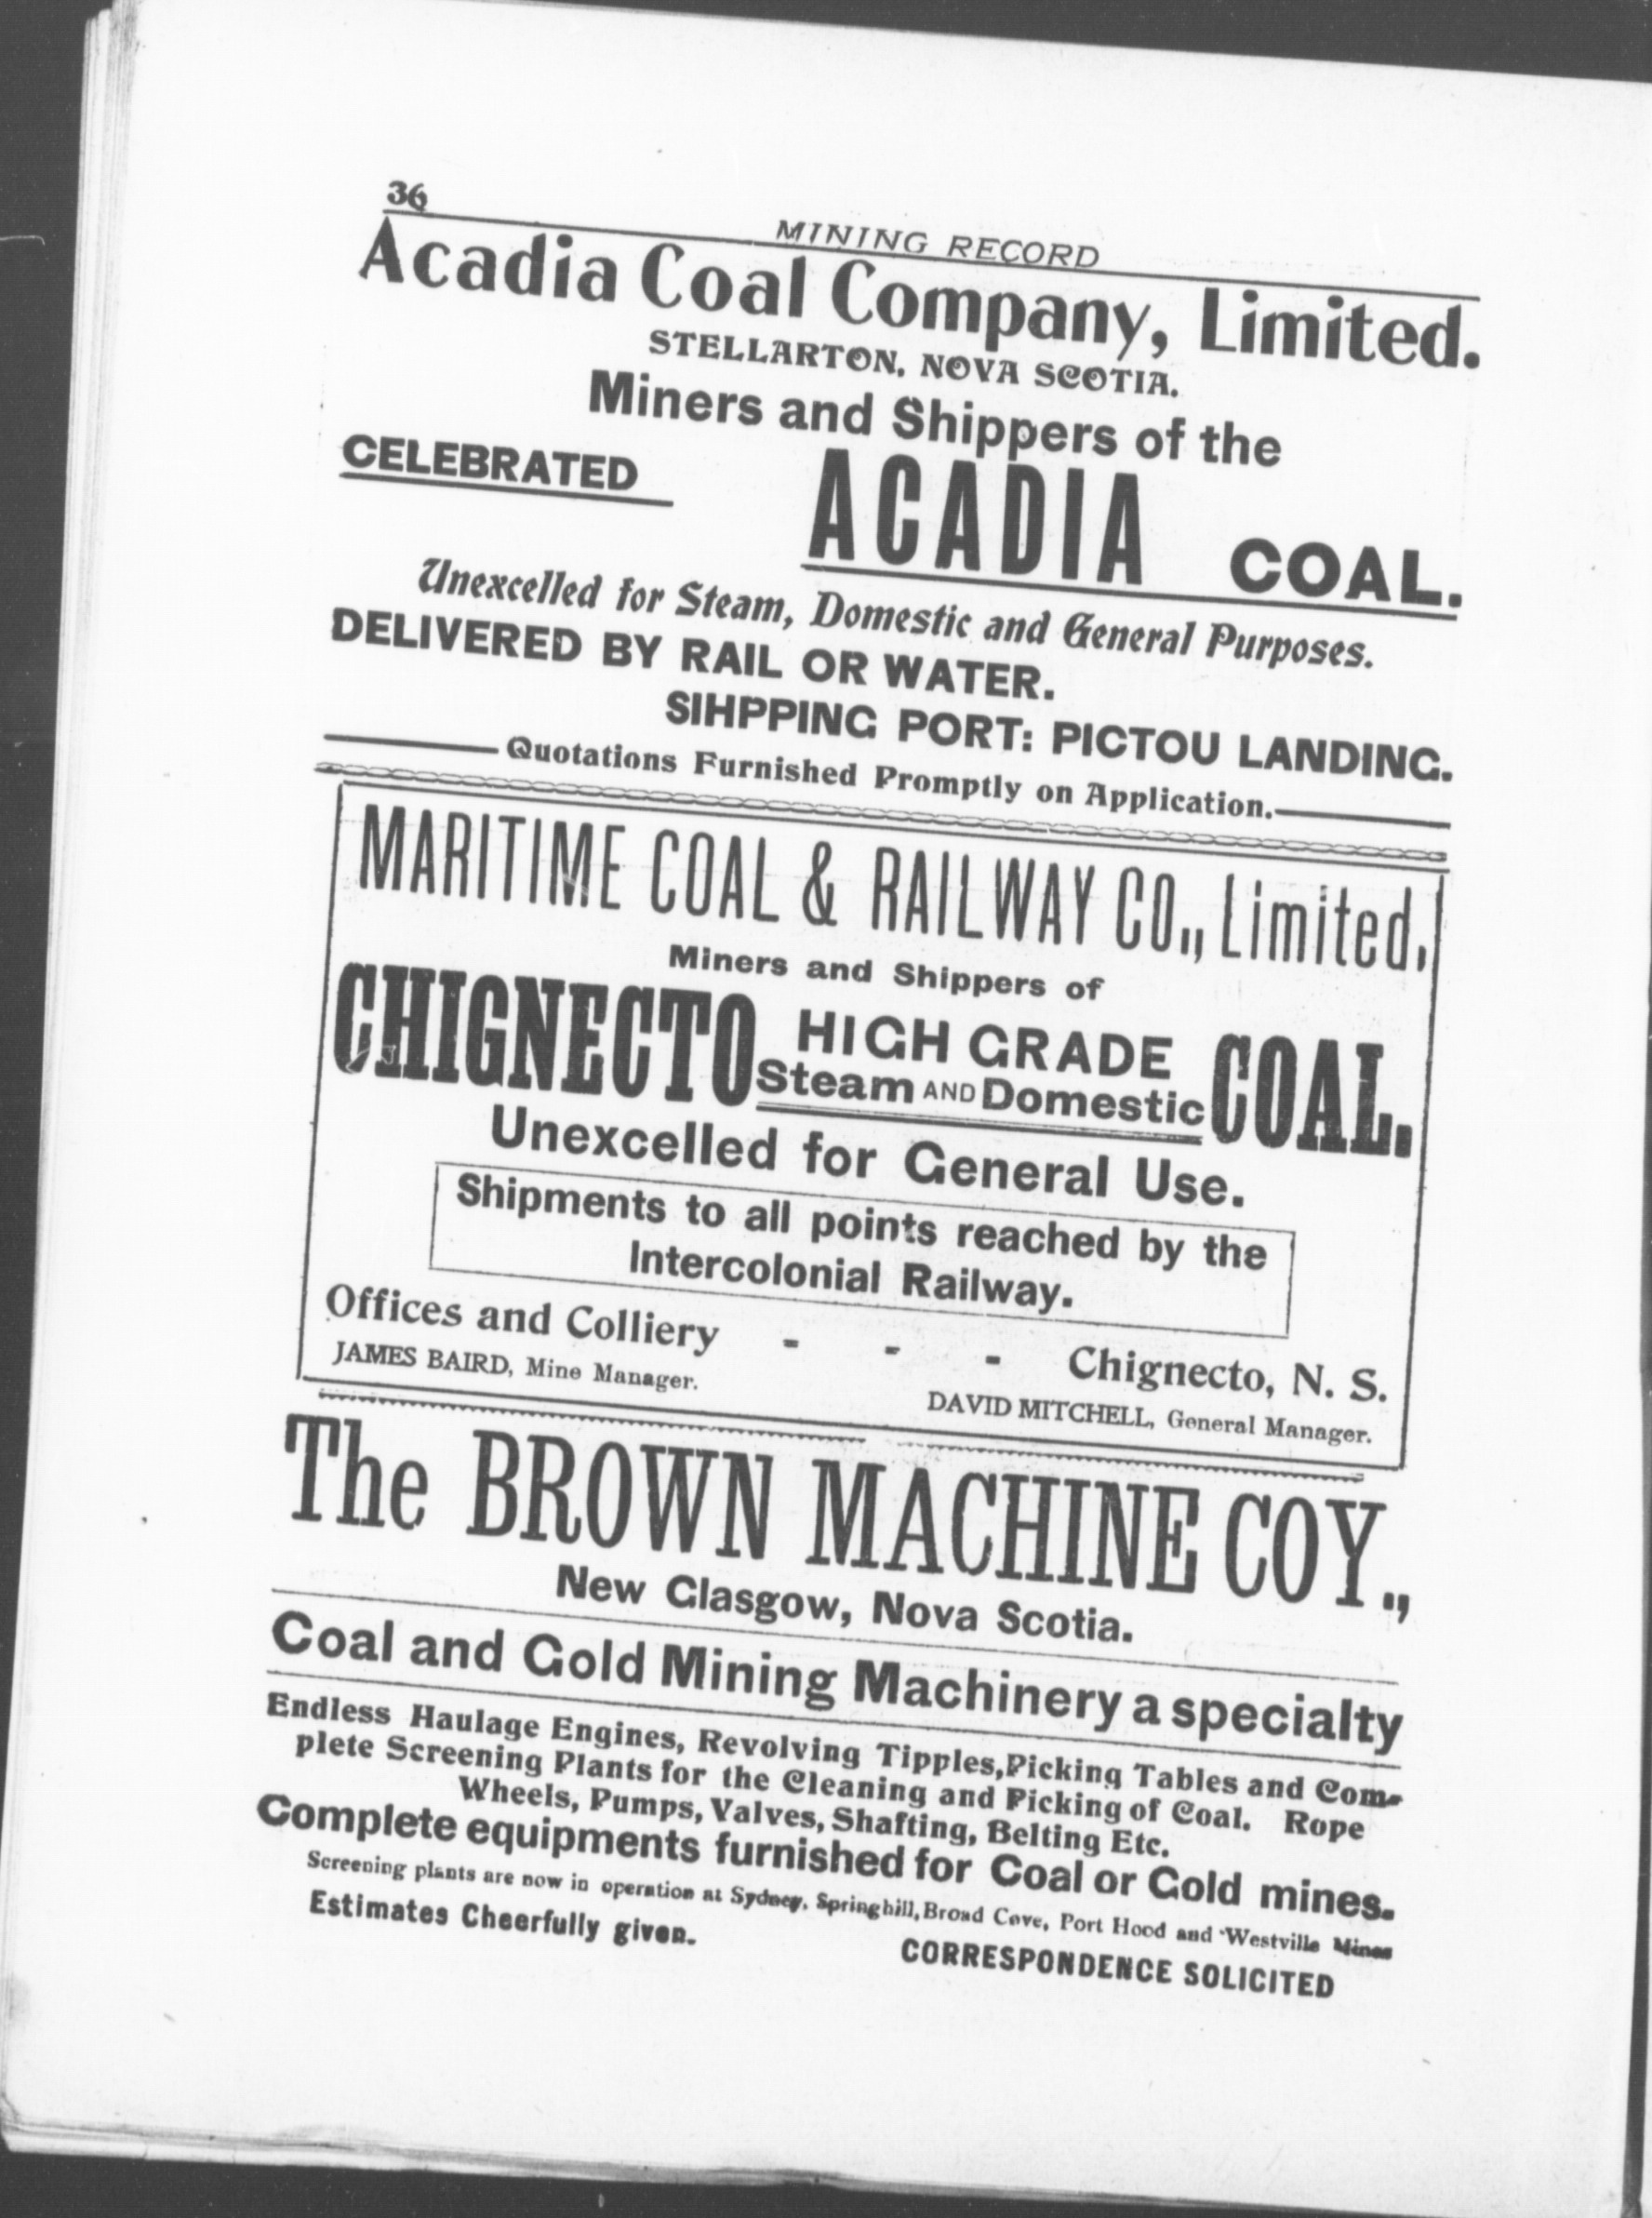 36
MINING RECORD
Acadia Coal Company, Limited.
STELLARTON, NOVA SCOTIA.
Miners and Shippers of the
CELEBRATED ACADIA COAL.
Unexcelled for Steam, Domestic and General Purposes.
DELIVERED BY RAIL OR WATER.
SIHPPING PORT: PICTOU LANDING.
Quotations Furnished Promptly on Application.
MARITIME COAL & RAILWAY CO., Limited,
Miners and Shippers of
CHIGNECTO HIGH GRADE Steam AND Domestic COAL.
Unexcelled for General Use.
Shipments to all points reached by the
Intercolonial Railway.
Offices and Colliery - - - Chignecto, N. S.
JAMES BAIRD, Mine Manager.
DAVID MITCHELL, General Manager.
The BROWN MACHINE COY.,
New Glasgow, Nova Scotia.
Coal and Gold Mining Machinery a specialty
Endless Haulage Engines, Revolving Tipples, Picking Tables and Com-
plete Screening Plants for the Cleaning and Picking of Coal. Rope
Wheels, Pumps, Valves, Shafting, Belting Etc.
Complete equipments furnished for Coal or Gold mines.
Screening plants are now in operation at Sydney, Springhill, Broad Cove, Port Hood and Westville Mines
Estimates Cheerfully given.
CORRESPONDENCE SOLICITED